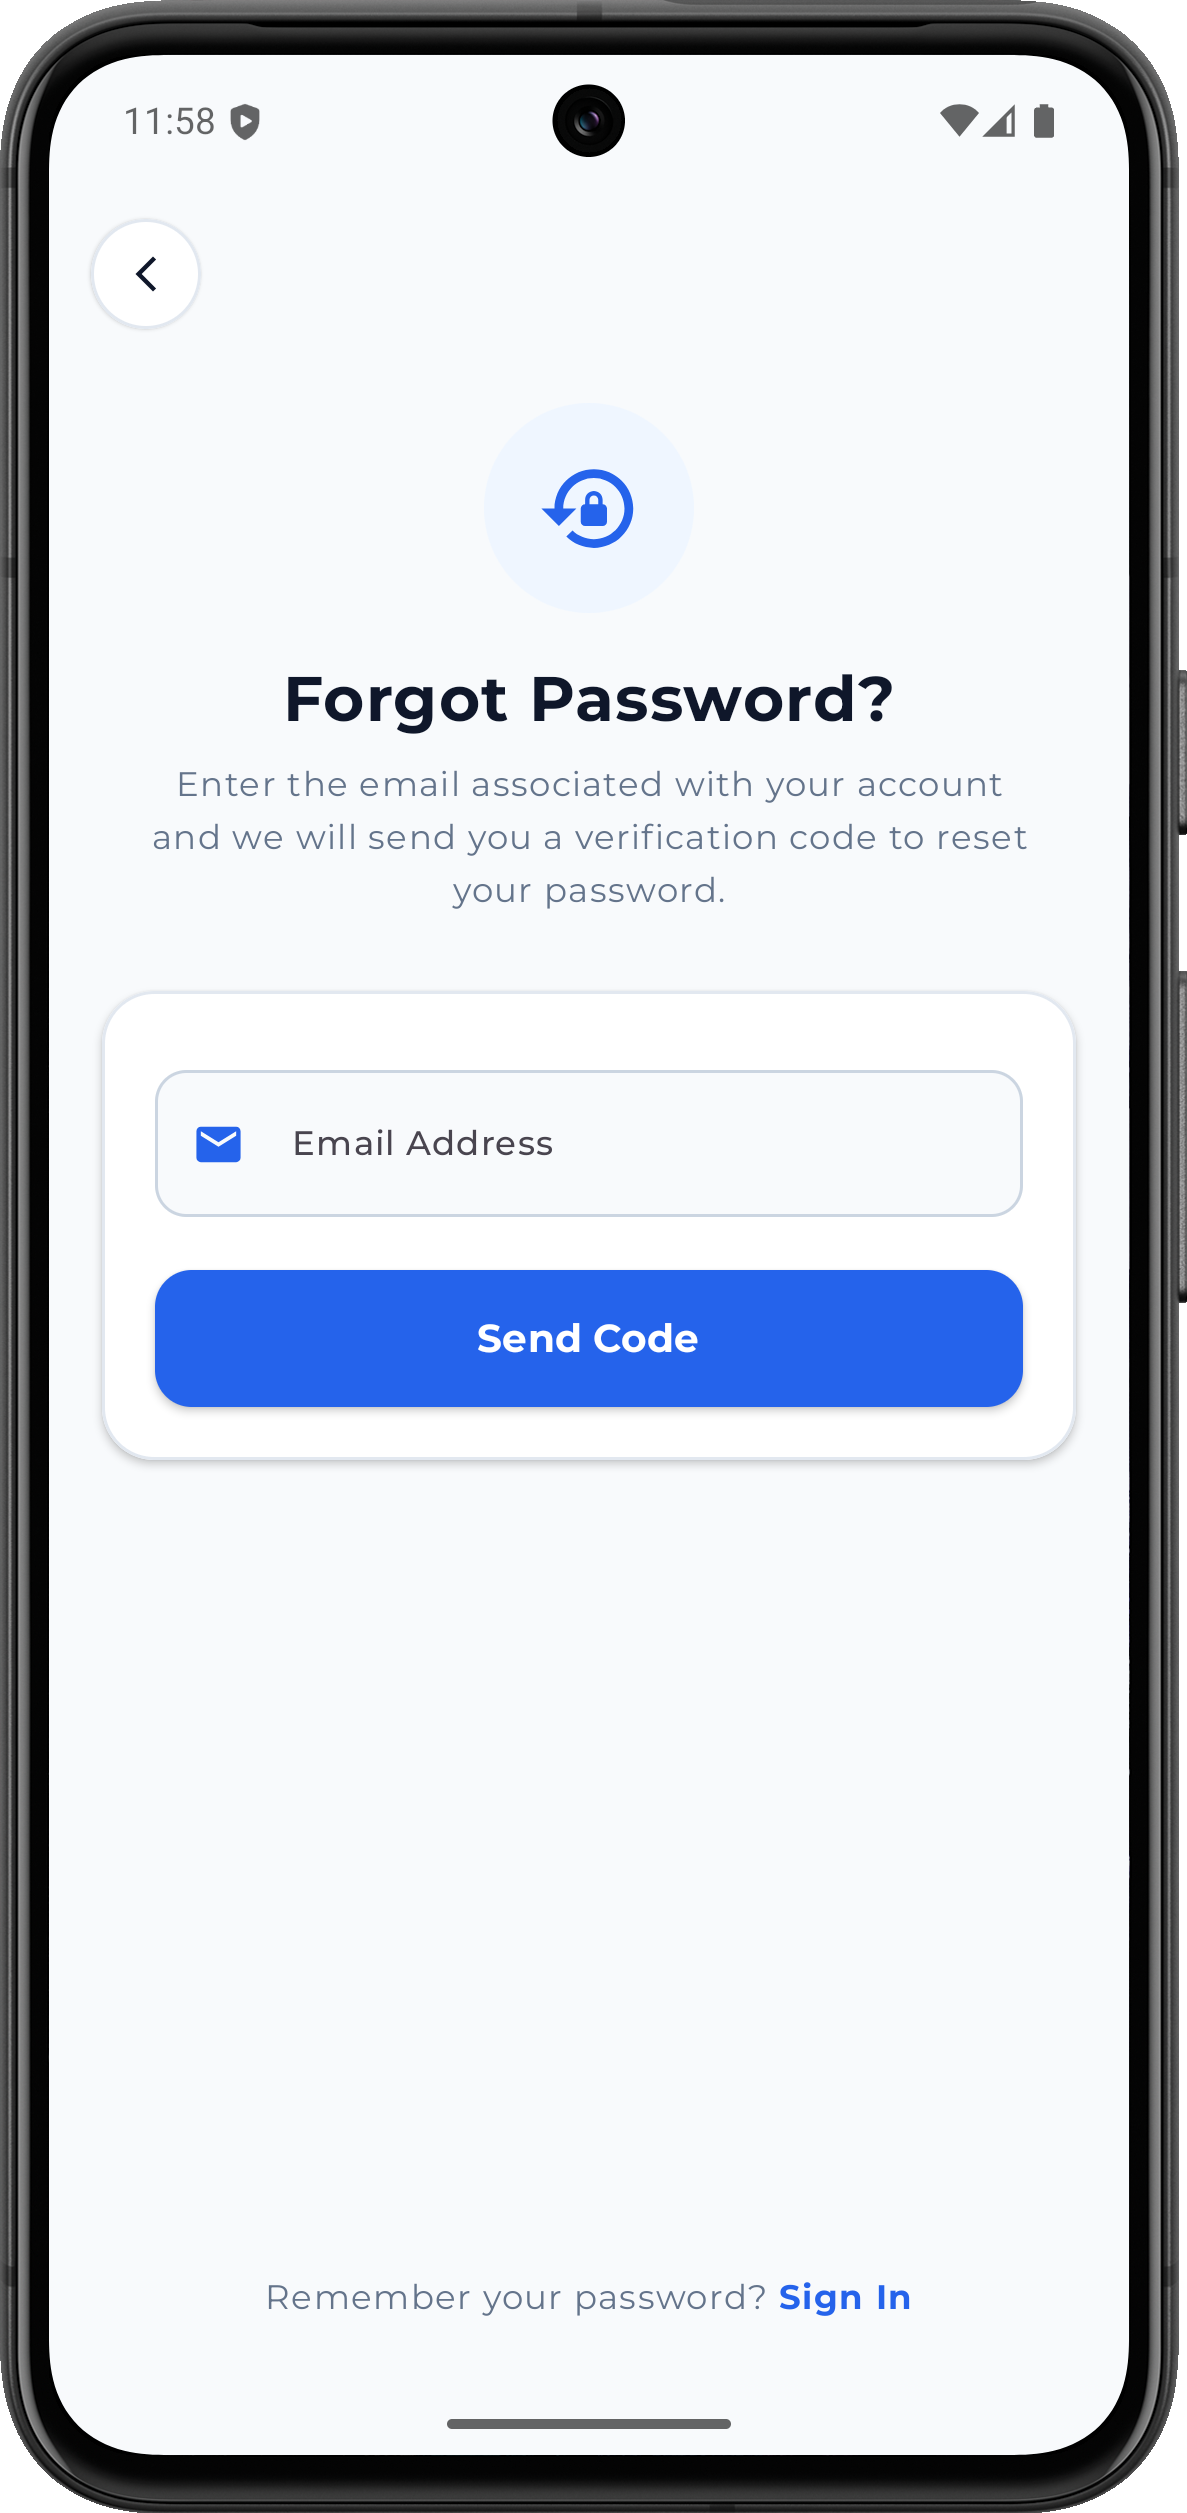 11:58
Forgot Password?
Enter the email associated with your account
and we will send you a verification code to reset
your password.
Email Address
Send Code
Remember your password? Sign In